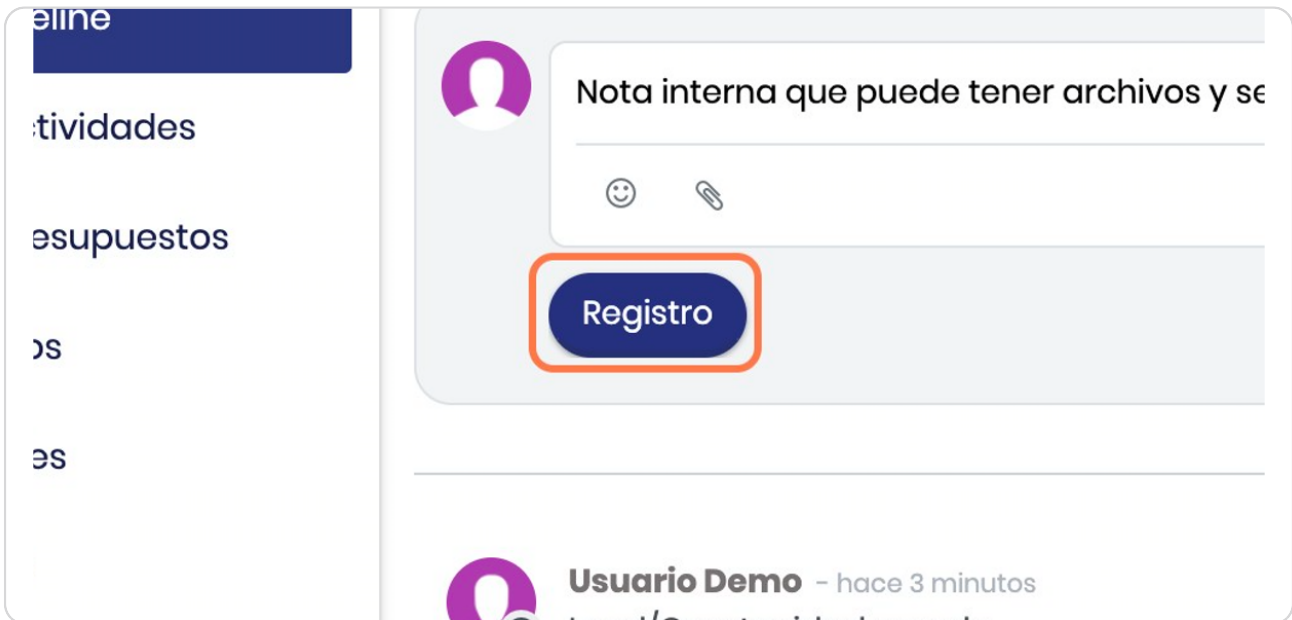 eline
tividades
esupuestos
os
es
Nota interna que puede tener archivos y se
Registro
Usuario Demo - hace 3 minutos